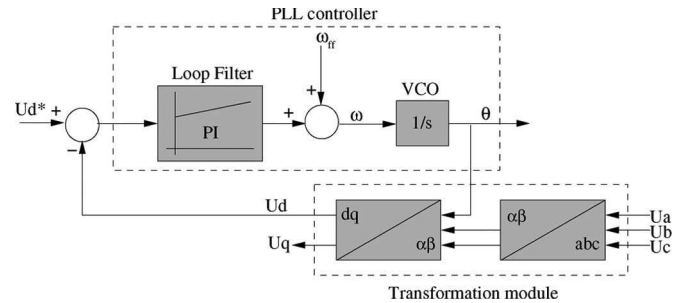 PLL controller
ω_ff
Loop Filter
VCO
Ud* +
+
+
ω
1/s
θ
PI
−
Ud
dq
αβ
Ua
Ub
Uq
αβ
abc
Uc
Transformation module